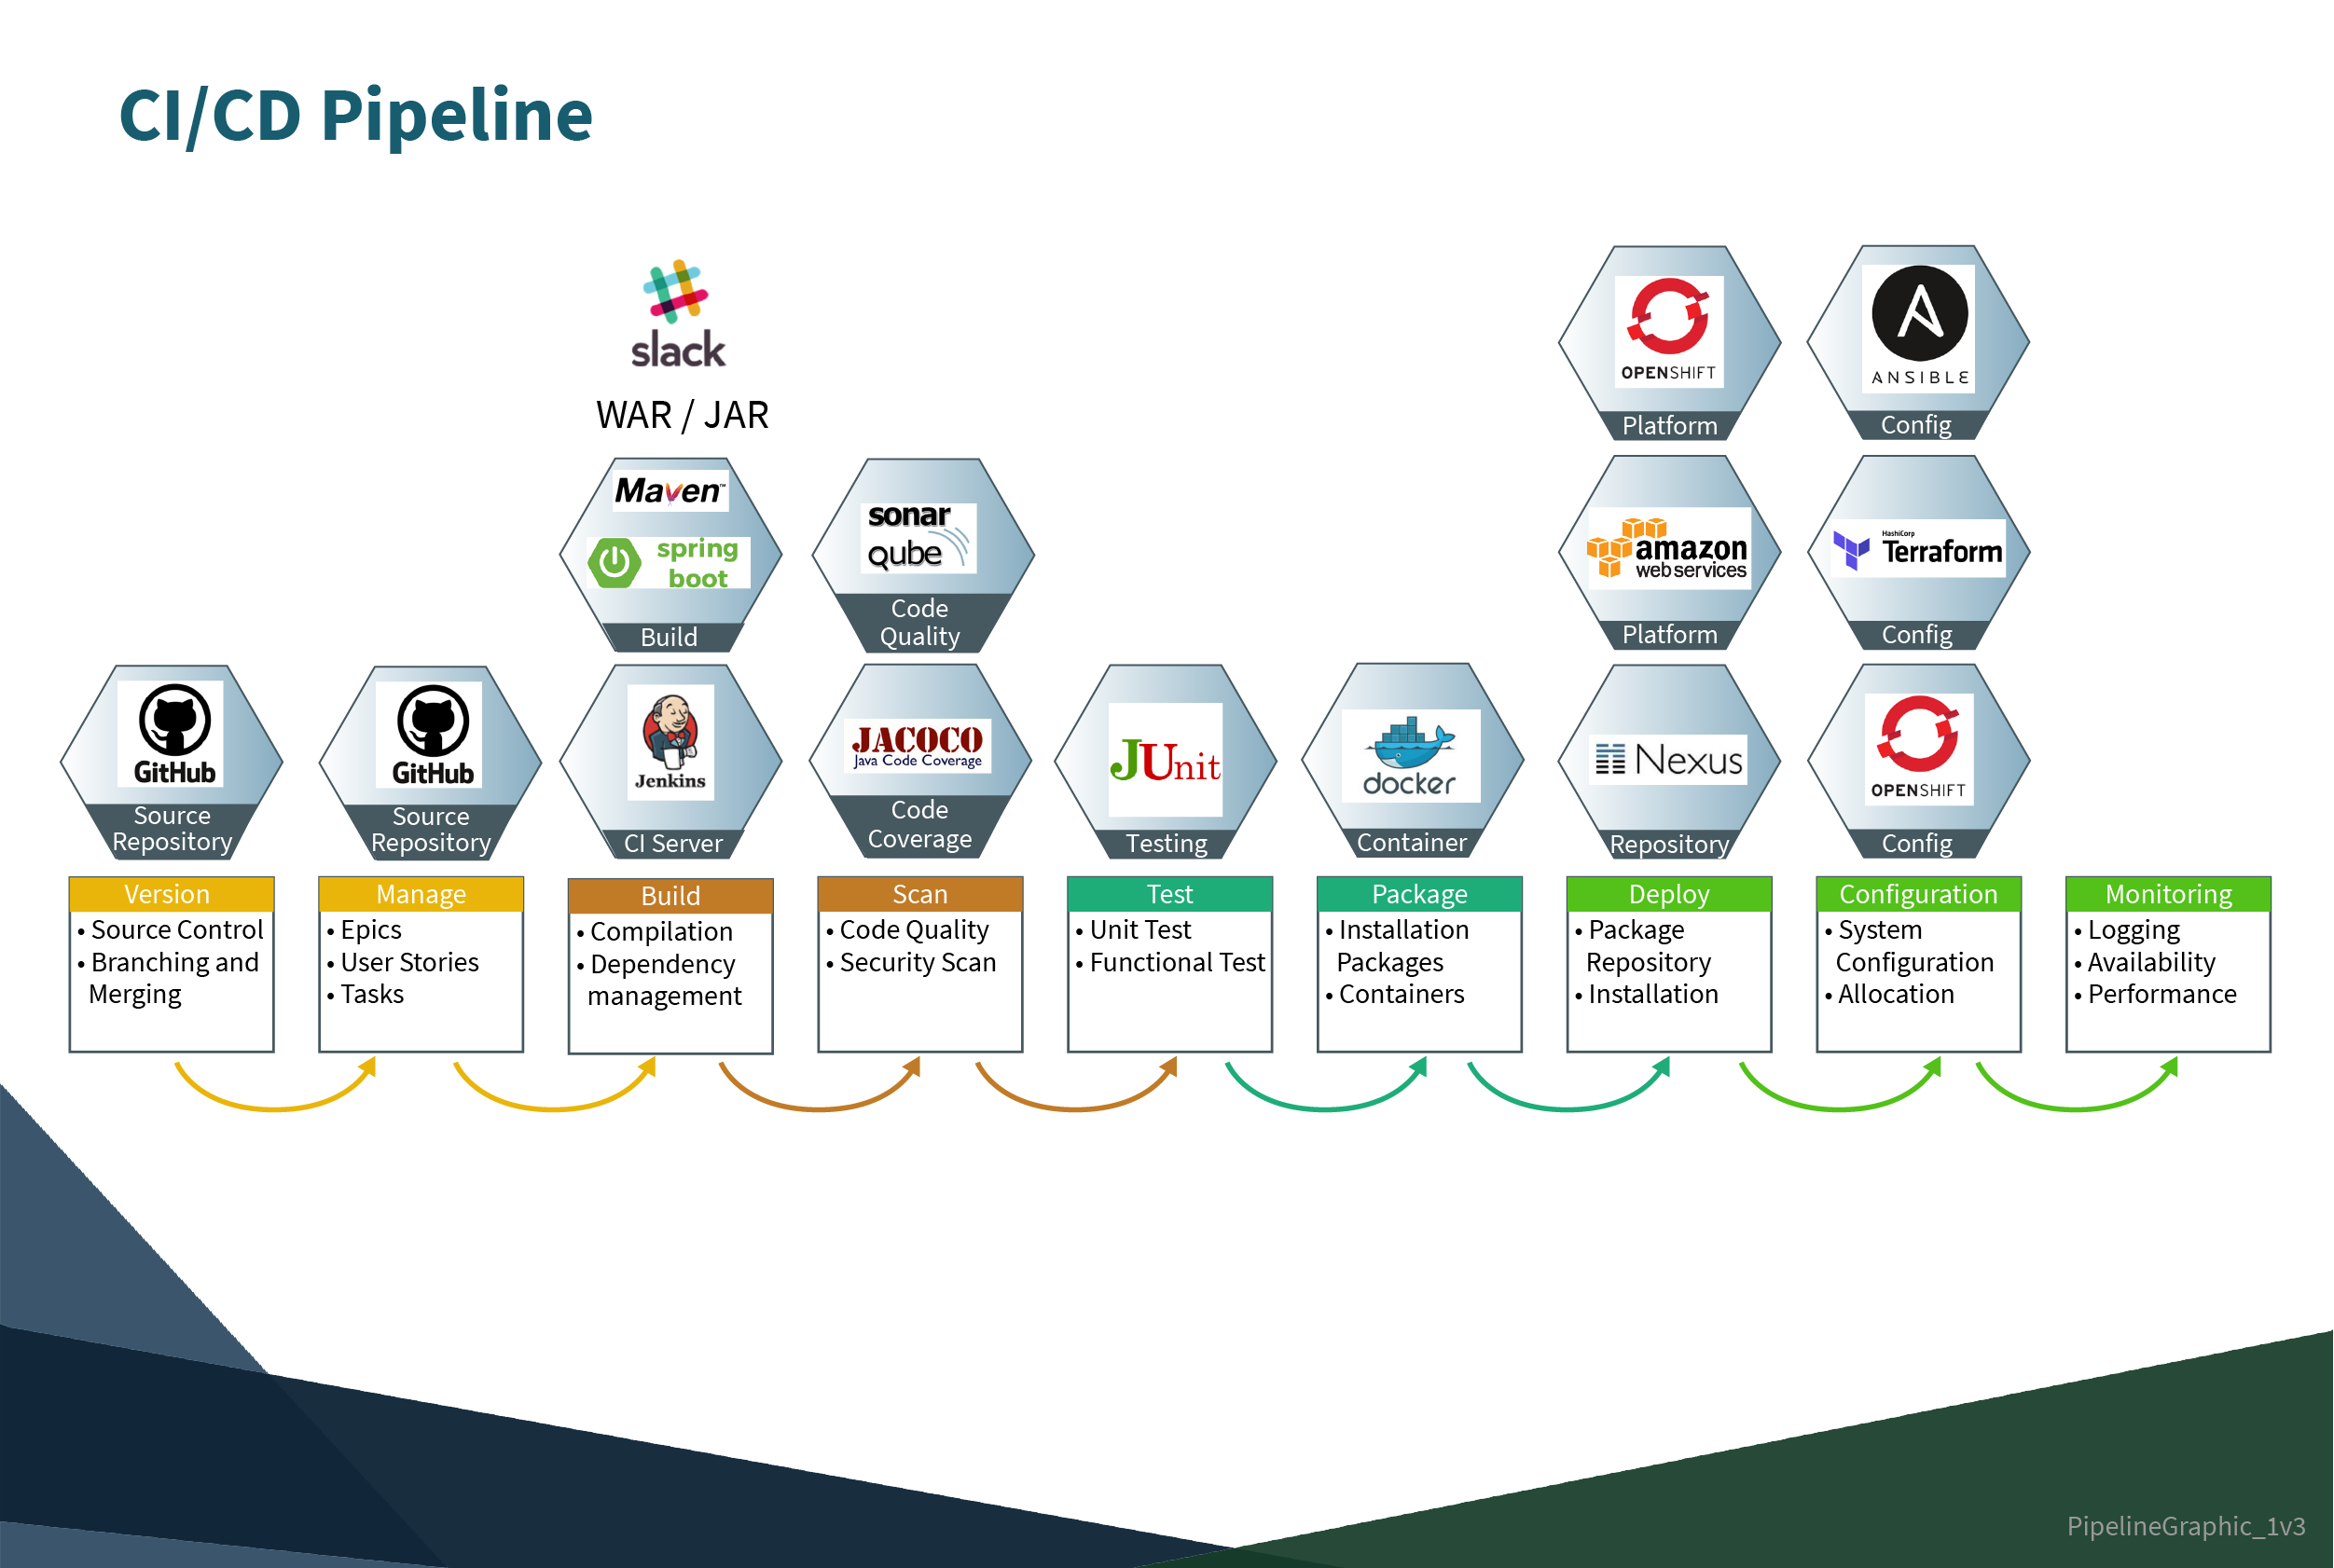 CI/CD Pipeline
slack
WAR / JAR
Maven™
spring
boot
Build
sonar
qube
Code
Quality
OPENSHIFT
Platform
ANSIBLE
Config
amazon
web services
Platform
HashiCorp
Terraform
Config
GitHub
Source
Repository
GitHub
Source
Repository
Jenkins
CI Server
JACOCO
Java Code Coverage
Code
Coverage
JUnit
Testing
docker
Container
Nexus
Repository
OPENSHIFT
Config
Version
• Source Control
• Branching and
Merging
Manage
• Epics
• User Stories
• Tasks
Build
• Compilation
• Dependency
management
Scan
• Code Quality
• Security Scan
Test
• Unit Test
• Functional Test
Package
• Installation
Packages
• Containers
Deploy
• Package
Repository
• Installation
Configuration
• System
Configuration
• Allocation
Monitoring
• Logging
• Availability
• Performance
PipelineGraphic_1v3